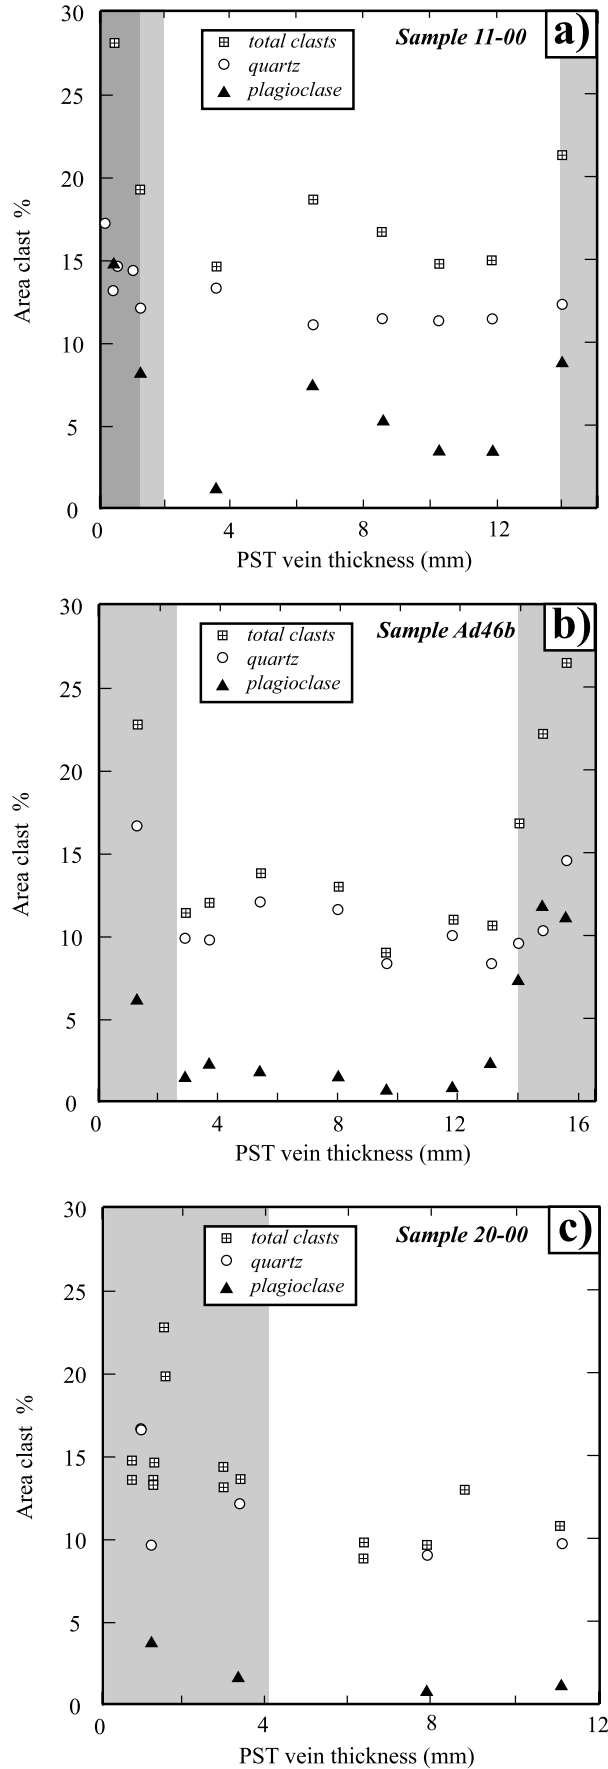 a)
Sample 11-00
total clasts
quartz
plagioclase
25
20
15
10
5
0
Area clast %
0 4 8 12
PST vein thickness (mm)
b)
Sample Ad46b
total clasts
quartz
plagioclase
30
25
20
15
10
5
0
Area clast %
0 4 8 12 16
PST vein thickness (mm)
c)
Sample 20-00
total clasts
quartz
plagioclase
30
25
20
15
10
5
0
Area clast %
0 4 8 12
PST vein thickness (mm)